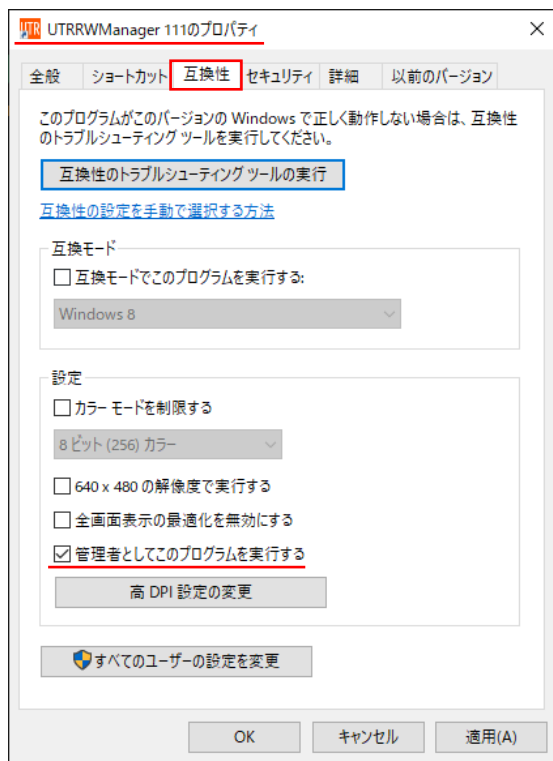 UTR UTRRWManager 111のプロパティ
全般 ショートカット 互換性 セキュリティ 詳細 以前のバージョン
このプログラムがこのバージョンの Windows で正しく動作しない場合は、互換性
のトラブルシューティング ツールを実行してください。
互換性のトラブルシューティング ツールの実行
互換性の設定を手動で選択する方法
互換モード
互換モードでこのプログラムを実行する:
Windows 8
設定
カラー モードを制限する
8 ビット (256) カラー
640 x 480 の解像度で実行する
全画面表示の最適化を無効にする
管理者としてこのプログラムを実行する
高 DPI 設定の変更
すべてのユーザーの設定を変更
OK キャンセル 適用(A)